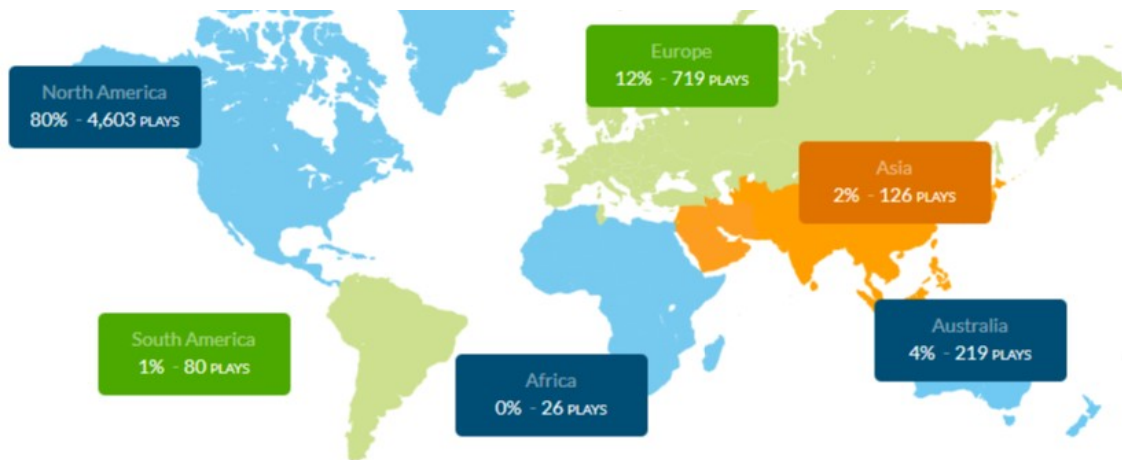 North America
80% - 4,603 PLAYS
Europe
12% - 719 PLAYS
Asia
2% - 126 PLAYS
South America
1% - 80 PLAYS
Africa
0% - 26 PLAYS
Australia
4% - 219 PLAYS